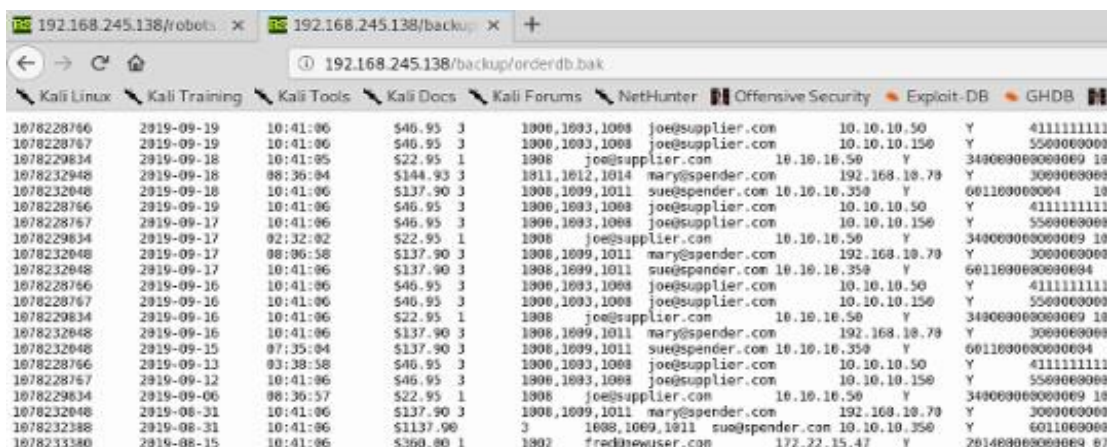 192.168.245.138/robots × 192.168.245.138/backup × +
192.168.245.138/backup/orderdb.bak
Kali Linux Kali Training Kali Tools Kali Docs Kali Forums NetHunter Offensive Security Exploit-DB GHDB
1078228766 2019-09-19 10:41:06 $46.95 3 1000,1003,1008 joe@supplier.com 10.10.10.50 Y 4111111111
1078228767 2019-09-19 10:41:06 $46.95 3 1000,1003,1008 joe@supplier.com 10.10.10.150 Y 5500000000
1078229834 2019-09-18 10:41:05 $22.95 1 1008 joe@supplier.com 10.10.10.50 Y 340000000000009 10
1078232948 2019-09-18 08:36:04 $144.93 3 1011,1012,1014 mary@spender.com 192.168.10.70 Y 3000000000
1078232048 2019-09-18 10:41:06 $137.90 3 1008,1009,1011 sue@spender.com 10.10.10.350 Y 601100000004 10
1078228766 2019-09-19 10:41:06 $46.95 3 1000,1003,1008 joe@supplier.com 10.10.10.50 Y 4111111111
1078228767 2019-09-17 10:41:06 $46.95 3 1000,1003,1008 joe@supplier.com 10.10.10.150 Y 5500000000
1078229834 2019-09-17 02:32:02 $22.95 1 1008 joe@supplier.com 10.10.10.50 Y 340000000000009 10
1078232048 2019-09-17 08:06:58 $137.90 3 1008,1009,1011 mary@spender.com 192.168.10.70 Y 3000000000
1078232048 2019-09-17 10:41:06 $137.90 3 1008,1009,1011 sue@spender.com 10.10.10.350 Y 6011000000000004
1078228766 2019-09-16 10:41:06 $46.95 3 1000,1003,1008 joe@supplier.com 10.10.10.50 Y 4111111111
1078228767 2019-09-16 10:41:06 $46.95 3 1000,1003,1008 joe@supplier.com 10.10.10.150 Y 5500000000
1078229834 2019-09-16 10:41:06 $22.95 1 1008 joe@supplier.com 10.10.10.50 Y 340000000000009 10
1078232048 2019-09-16 10:41:06 $137.90 3 1008,1009,1011 mary@spender.com 192.168.10.70 Y 3000000000
1078232048 2019-09-15 07:35:04 $137.90 3 1008,1009,1011 sue@spender.com 10.10.10.350 Y 6011000000000004
1078228766 2019-09-13 03:38:58 $46.95 3 1000,1003,1008 joe@supplier.com 10.10.10.50 Y 4111111111
1078228767 2019-09-12 10:41:06 $46.95 3 1000,1003,1008 joe@supplier.com 10.10.10.150 Y 5500000000
1078229834 2019-09-06 08:36:57 $22.95 1 1008 joe@supplier.com 10.10.10.50 Y 340000000000009 10
1078232048 2019-08-31 10:41:06 $137.90 3 1008,1009,1011 mary@spender.com 192.168.10.70 Y 3000000000
1078232388 2019-08-31 10:41:06 $1137.90 3 1008,1009,1011 sue@spender.com 10.10.10.350 Y 6011000000
1078233380 2019-08-15 10:41:06 $360.00 1 1002 fred@newuser.com 172.22.15.47 Y